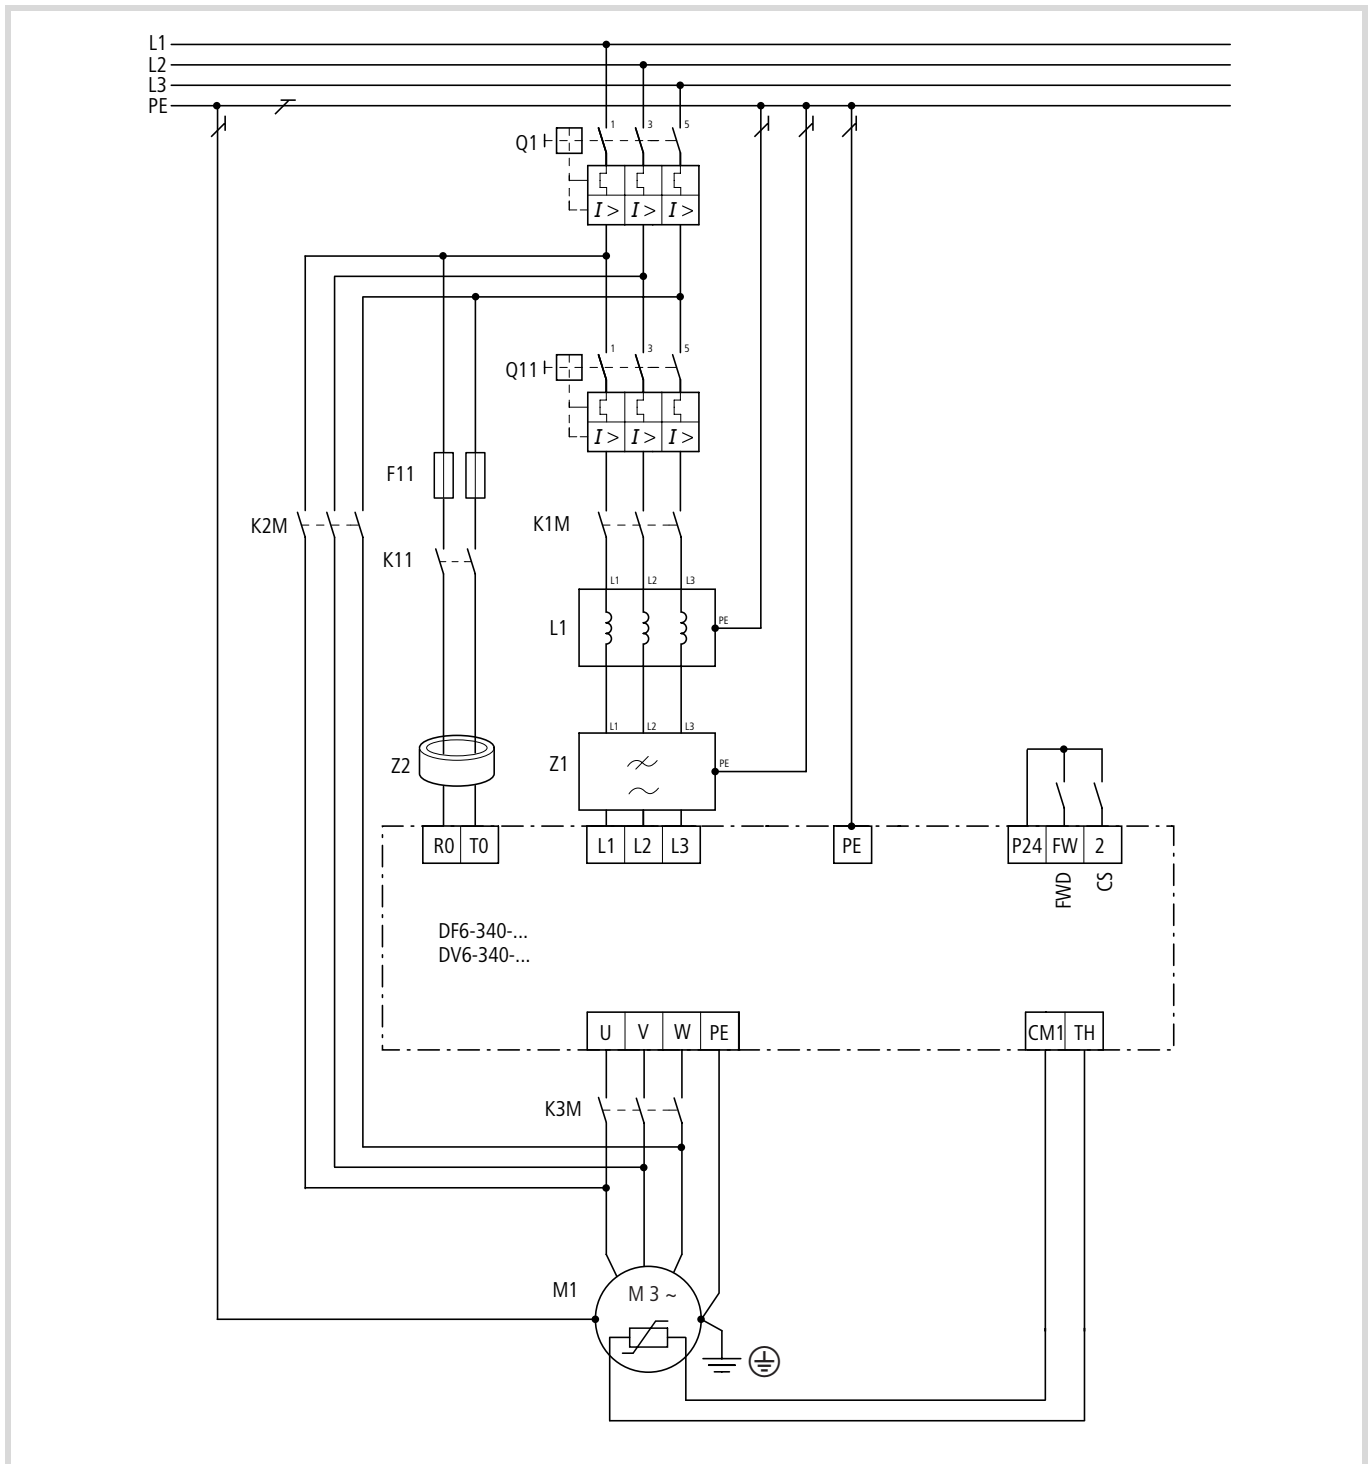 L1
L2
L3
PE
1 3 5
Q1
I > I > I >
1 3 5
Q11
I > I > I >
F11
K2M
K1M
K11
L1 L2 L3
L1
PE
L1 L2 L3
Z2
Z1
PE
R0 T0
L1 L2 L3
PE
P24 FW 2
FWD
CS
DF6-340-...
DV6-340-...
U V W PE
CM1 TH
K3M
M1
M 3 ~